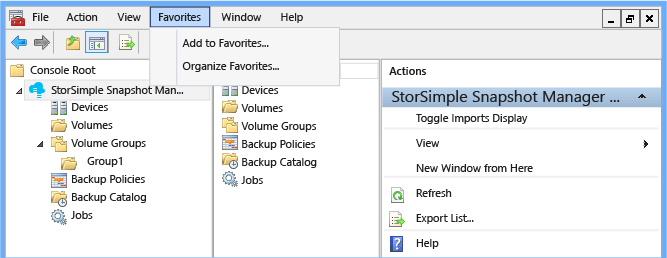 File Action View Favorites Window Help
Add to Favorites...
Organize Favorites...
Console Root
StorSimple Snapshot Man...
Devices
Volumes
Volume Groups
Group1
Backup Policies
Backup Catalog
Jobs
Devices
Volumes
Volume Groups
Backup Policies
Backup Catalog
Jobs
Actions
StorSimple Snapshot Manager ...
Toggle Imports Display
View
New Window from Here
Refresh
Export List...
Help